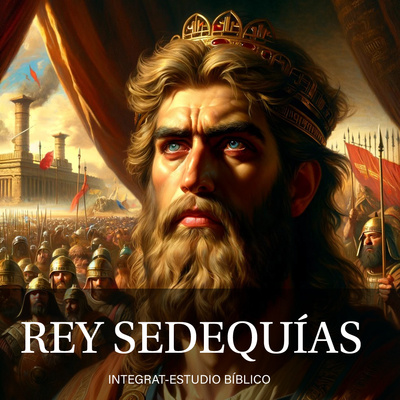 REY SEDEQUÍAS
INTEGRAT-ESTUDIO BÍBLICO